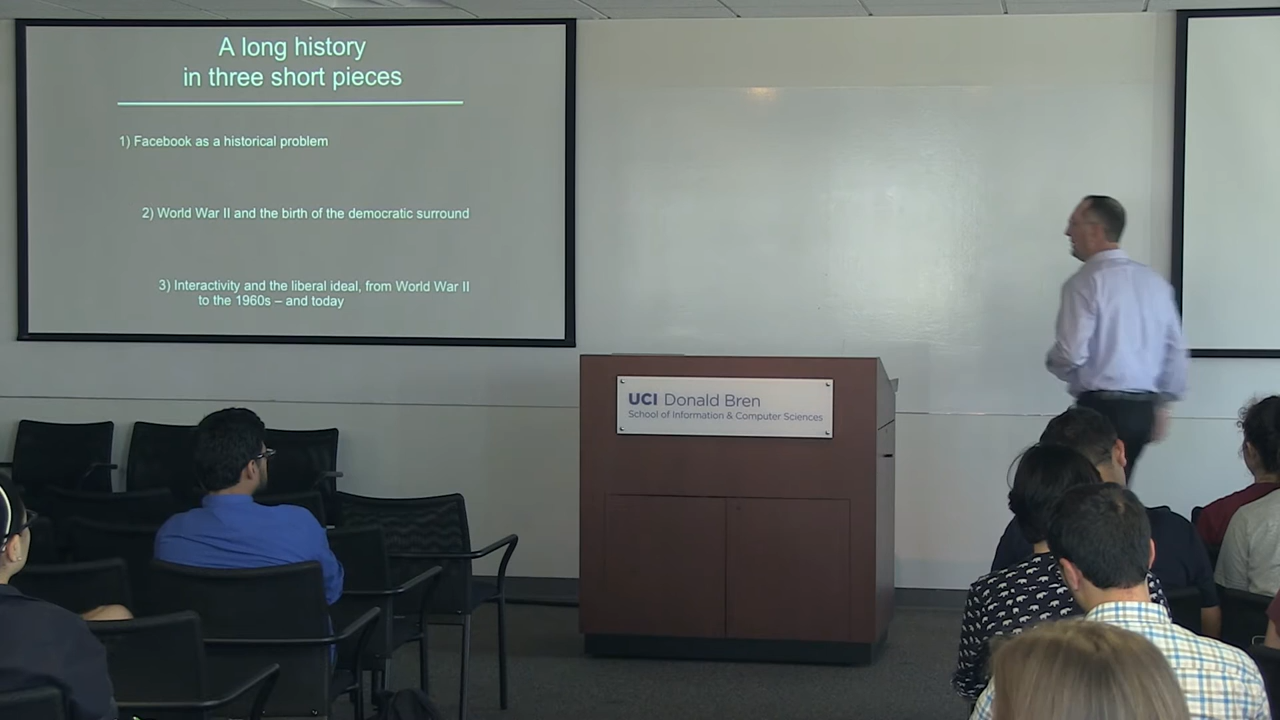 A long history
in three short pieces
1) Facebook as a historical problem
2) World War II and the birth of the democratic surround
3) Interactivity and the liberal ideal, from World War II
to the 1960s – and today
UCI Donald Bren
School of Information & Computer Sciences